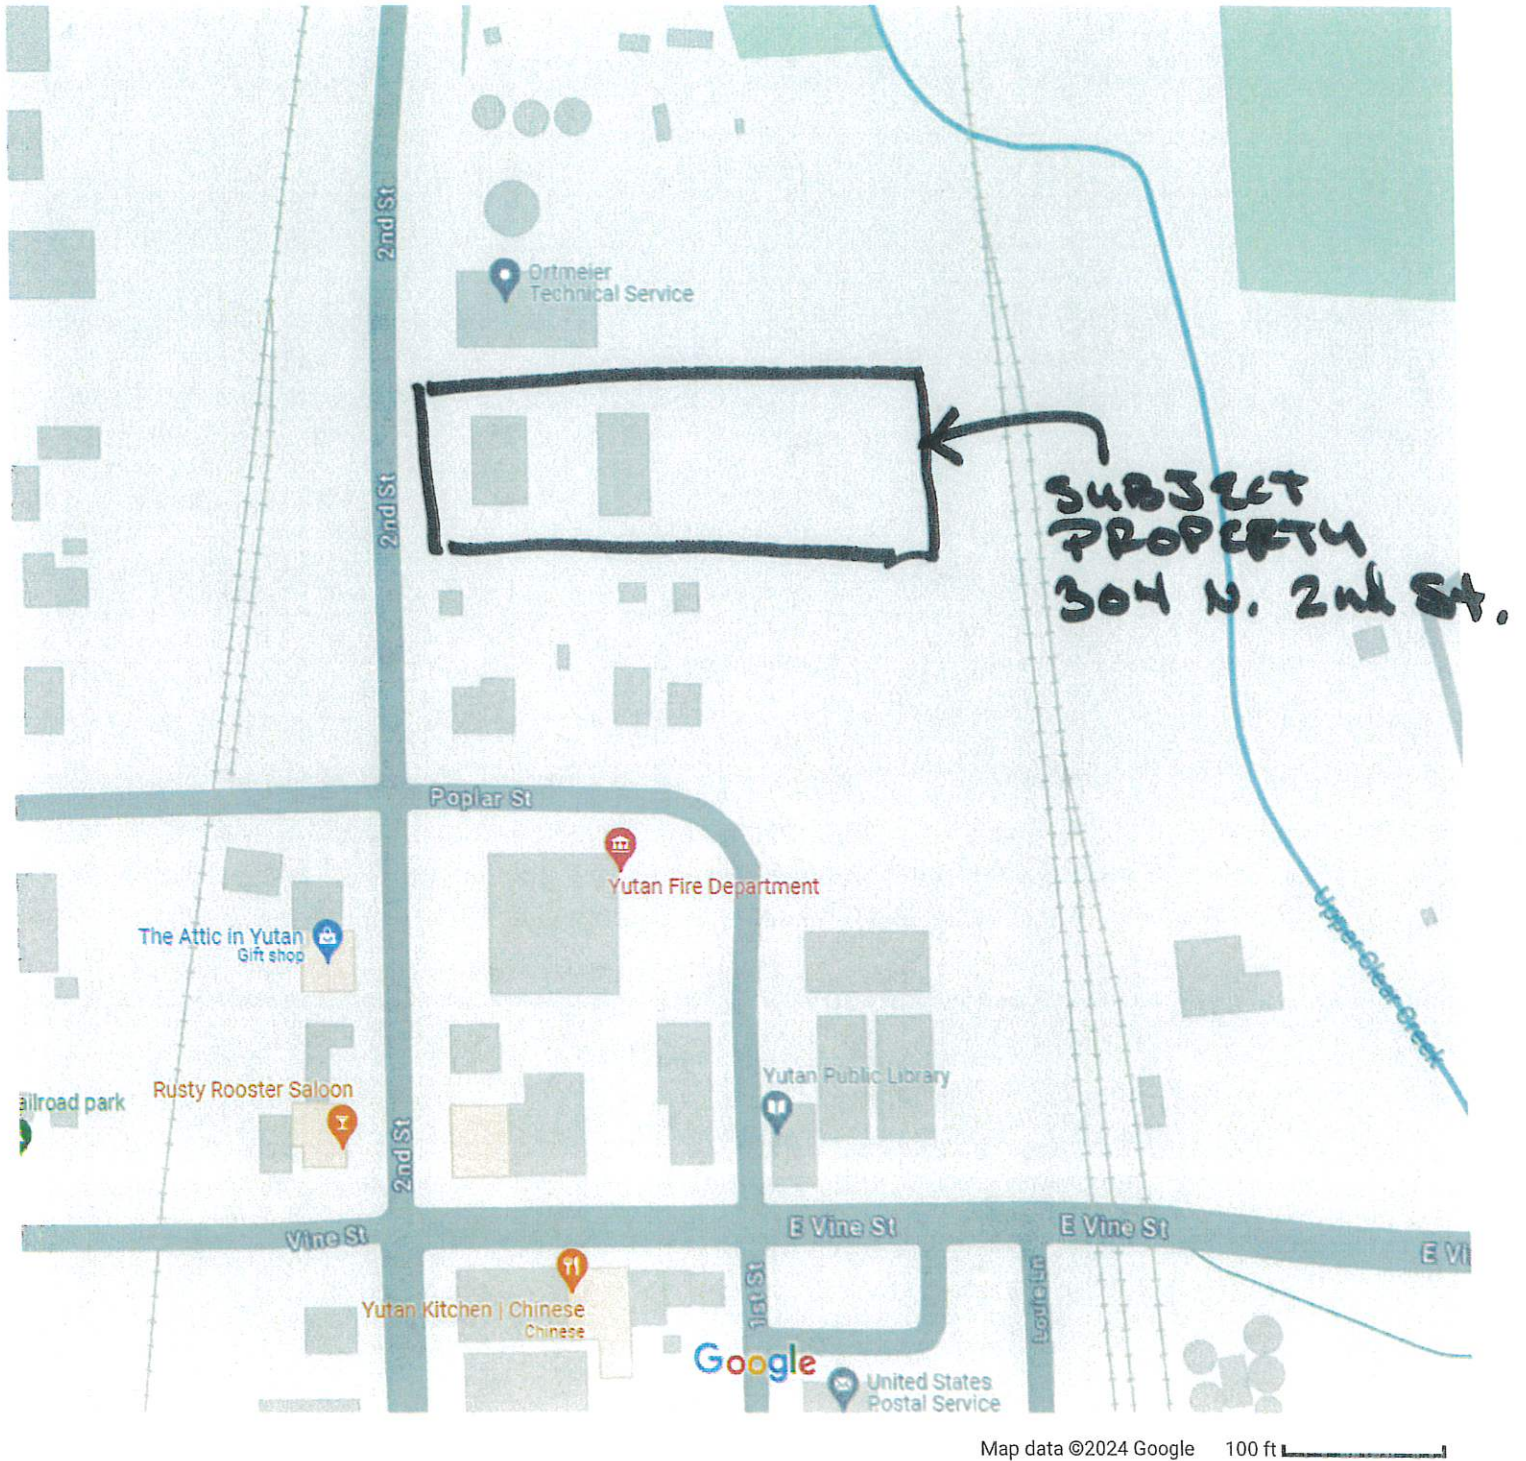 2nd St
Ortmeier
Technical Service
2nd St
SUBJECT
PROPERTY
304 N. 2nd St.
Poplar St
Yutan Fire Department
The Attic in Yutan
Gift shop
Upper Clear Creek
Yutan Public Library
Rusty Rooster Saloon
ailroad park
2nd St
Vine St
E Vine St
E Vine St
E Vi
1st St
Louie Ln
Yutan Kitchen | Chinese
Chinese
Google
United States
Postal Service
Map data ©2024 Google 100 ft